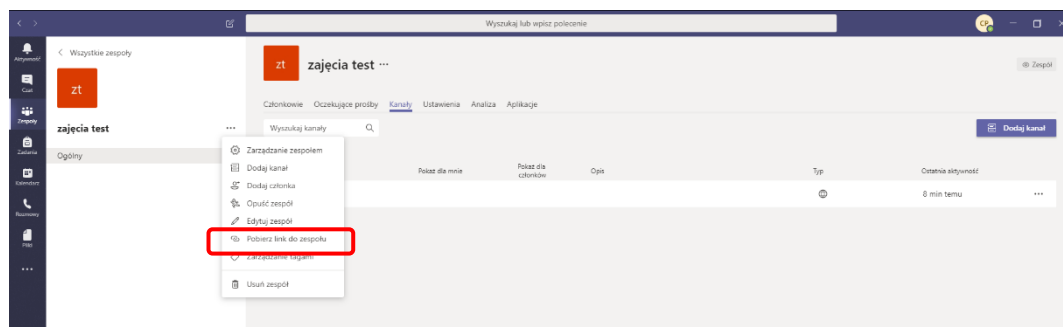 Wyszukaj lub wpisz polecenie
CP
Aktywność
Czat
Zespoły
Zadania
Kalendarz
Rozmowy
Pliki
Wszystkie zespoły
zt
zajęcia test ...
Ogólny
Zarządzanie zespołem
Dodaj kanał
Dodaj członka
Opuść zespół
Edytuj zespół
Pobierz link do zespołu
Zarządzanie tagami
Usuń zespół
zt zajęcia test ...
Zespół
Członkowie Oczekujące prośby Kanały Ustawienia Analiza Aplikacje
Wyszukaj kanały
Dodaj kanał
Pokaż dla mnie Pokaż dla członków Opis Typ Ostatnia aktywność
8 min temu ...